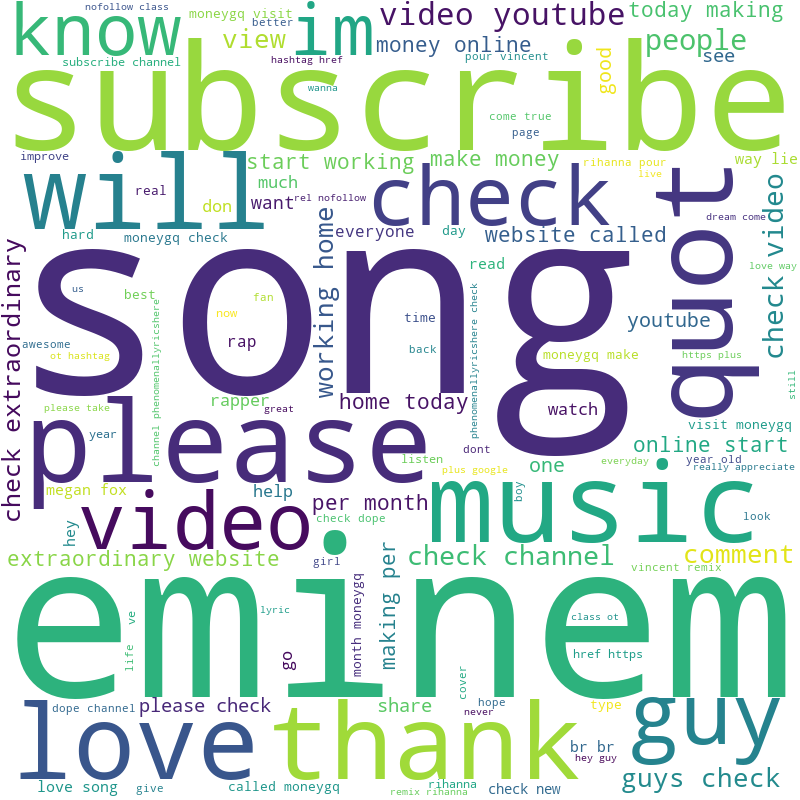 nofollow class
moneygq visit
better
know
im
video youtube
today making
view
money online
people
subscribe channel
hashtag href
pour vincent
good
see
subscribe
wanna
come true
page
improve
will
start working
make money
rihanna pour
way lie
real
much
check
live
don
want
rel nofollow
quot
dream come
hard
moneygq check
everyone
day
website called
check video
song
working home
read
love way
us
best
fan
now
time
youtube
check extraordinary
channel phenomenallyricshere
phenomenallyricshere check
awesome
ot hashtag
rap
back
moneygq make
https plus
still
please take
please
rapper
great
home today
watch
visit moneygq
year
dont
online start
megan fox
listen
plus google
one
everyday
year old
really appreciate
help
per month
music
boy
video
hey
check dope
look
extraordinary website
girl
making per
month moneygq
check channel
comment
vincent remix
eminem
lyric
ve
life
class ot
go
href https
cover
love
dope channel
please check
thank
share
hope
never
type
guy
br br
hey guy
love song
give
called moneygq
remix rihanna
rihanna
check new
guys check